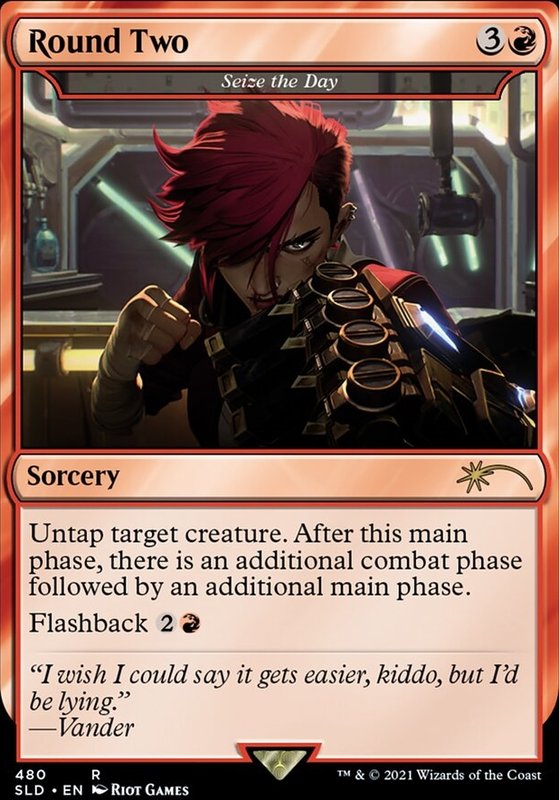 Round Two 3
Seize the Day
Sorcery
Untap target creature. After this main
phase, there is an additional combat phase
followed by an additional main phase.
Flashback 2
“I wish I could say it gets easier, kiddo, but I’d
be lying.”
—Vander
480 R
SLD • EN Riot Games
™ & © 2021 Wizards of the Coast